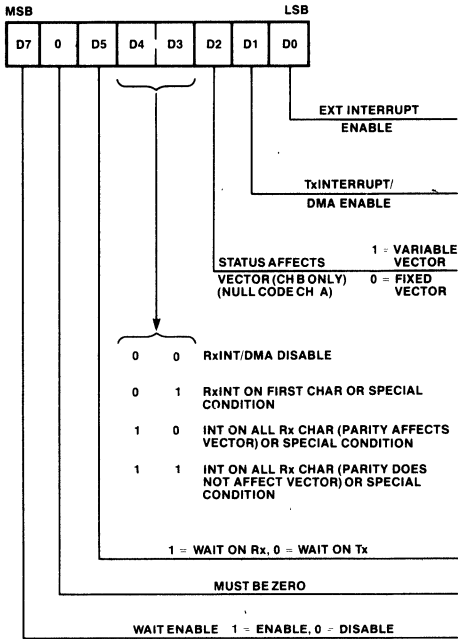 MSB LSB
D7 0 D5 D4 D3 D2 D1 D0
EXT INTERRUPT
ENABLE
TxINTERRUPT/
DMA ENABLE
STATUS AFFECTS 1 = VARIABLE
VECTOR
VECTOR (CH B ONLY) 0 = FIXED
(NULL CODE CH A) VECTOR
0 0 RxINT/DMA DISABLE
0 1 RxINT ON FIRST CHAR OR SPECIAL
CONDITION
1 0 INT ON ALL Rx CHAR (PARITY AFFECTS
VECTOR) OR SPECIAL CONDITION
1 1 INT ON ALL Rx CHAR (PARITY DOES
NOT AFFECT VECTOR) OR SPECIAL
CONDITION
1 = WAIT ON Rx, 0 = WAIT ON Tx
MUST BE ZERO
WAIT ENABLE 1 = ENABLE, 0 = DISABLE